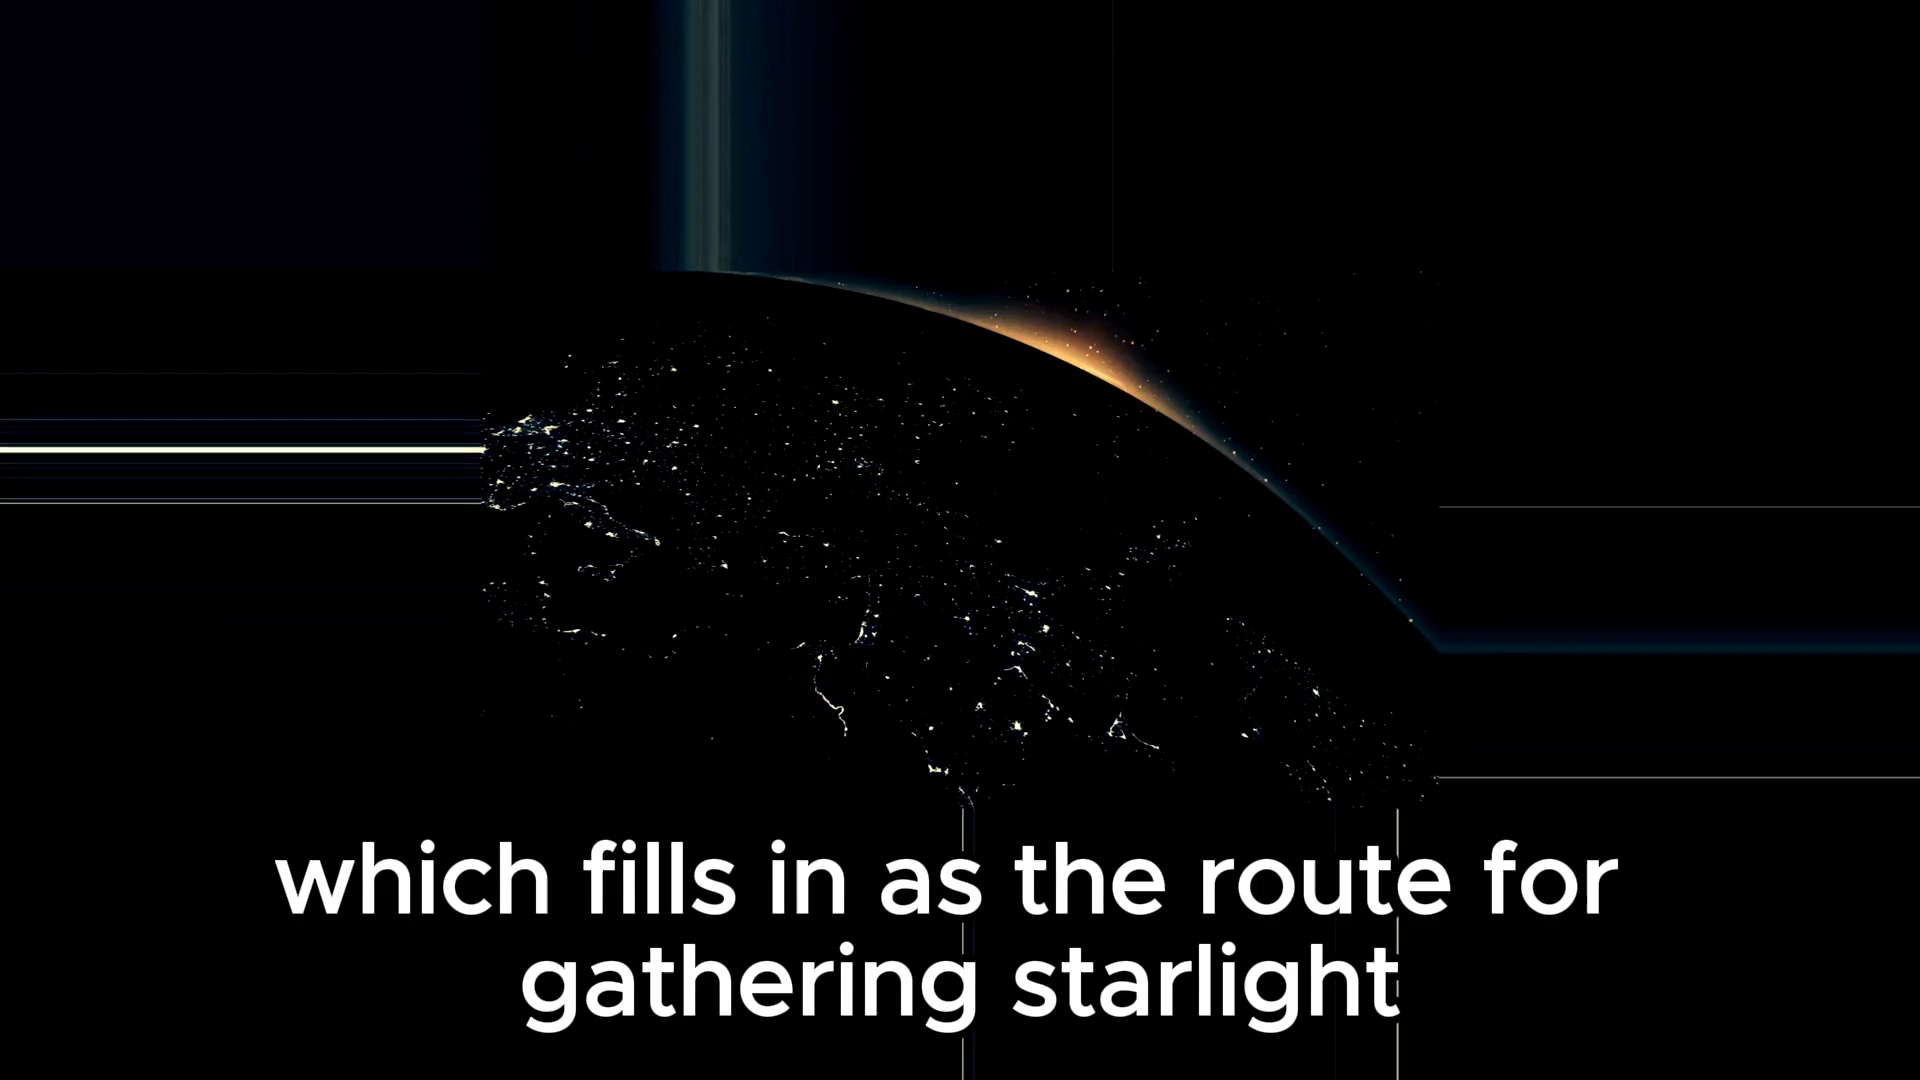 which fills in as the route for
gathering starlight